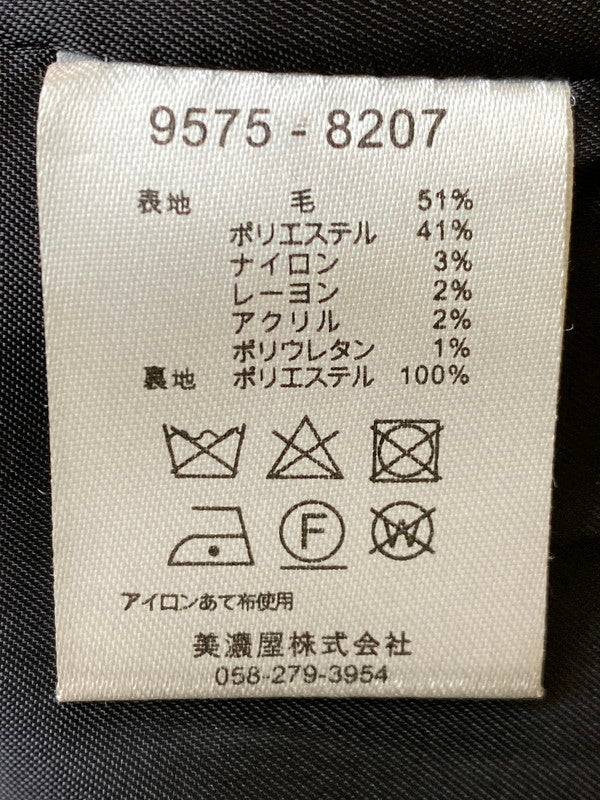 9575 - 8207
表地 毛 51%
ポリエステル 41%
ナイロン 3%
レーヨン 2%
アクリル 2%
ポリウレタン 1%
裏地 ポリエステル 100%
F W
アイロンあて布使用
美濃屋株式会社
058-279-3954